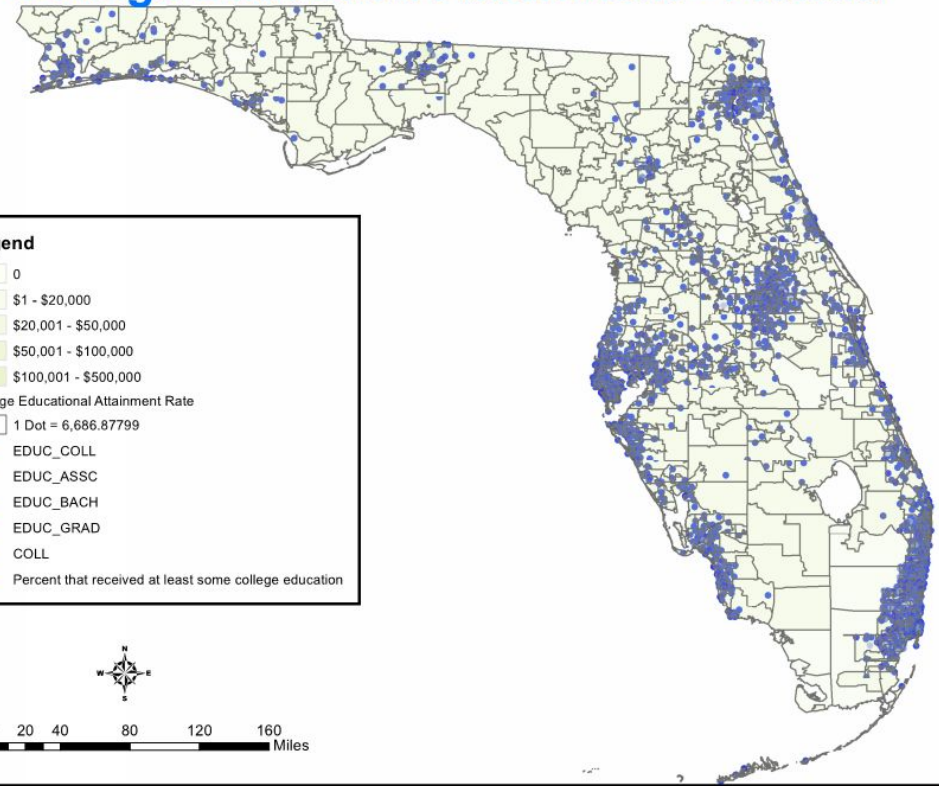 end
0
$1 - $20,000
$20,001 - $50,000
$50,001 - $100,000
$100,001 - $500,000
ge Educational Attainment Rate
1 Dot = 6,686.87799
EDUC_COLL
EDUC_ASSC
EDUC_BACH
EDUC_GRAD
COLL
Percent that received at least some college education
N
W E
S
20 40 80 120 160
Miles